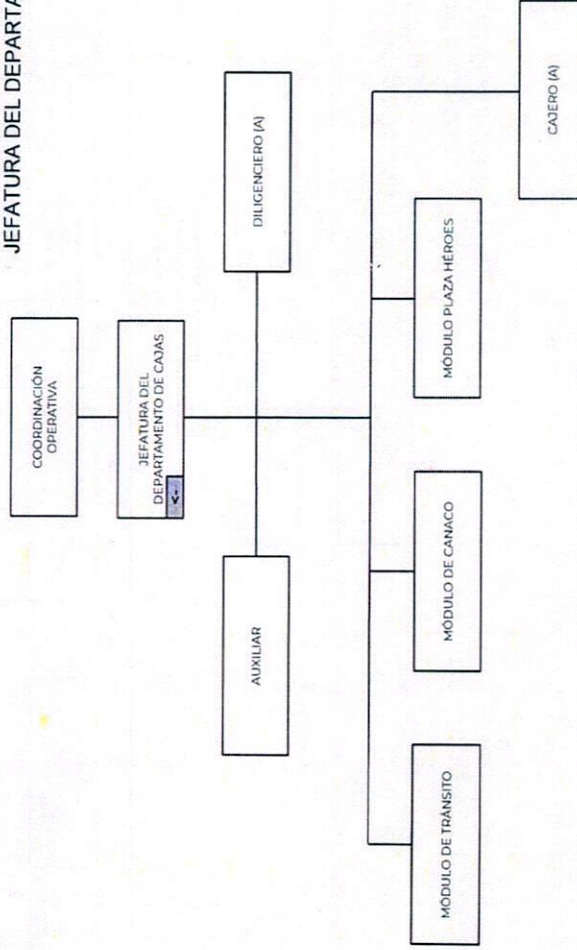 JEFATURA DEL
COORDINACIÓN
OPERATIVA
JEFATURA DEL
DEPARTAMENTO DE CAJAS
<-
AUXILIAR
DILIGENCIERO (A)
MÓDULO DE TRÁNSITO
MÓDULO DE CANACO
MÓDULO PLAZA HÉROES
CAJERO (A)